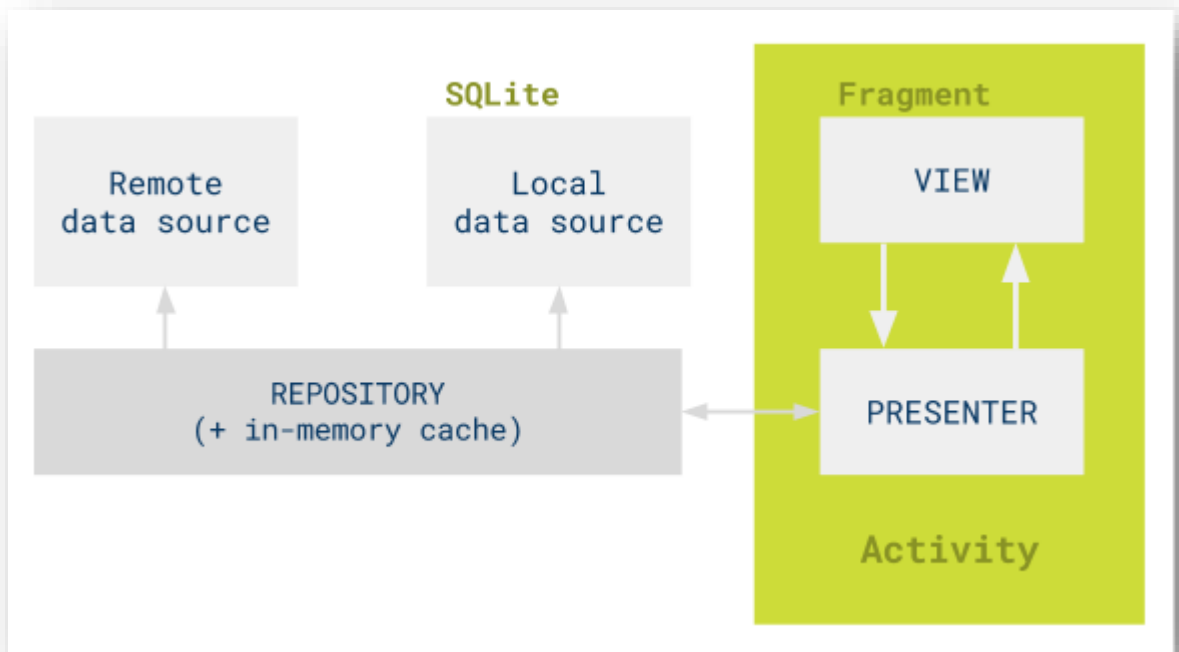 SQLite
Fragment
Remote
data source
Local
data source
VIEW
REPOSITORY
(+ in-memory cache)
PRESENTER
Activity